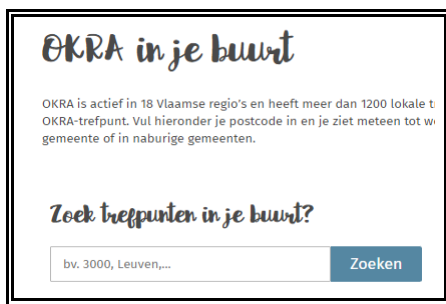 OKRA in je buurt
OKRA is actief in 18 Vlaamse regio's en heeft meer dan 1200 lokale
OKRA-trefpunt. Vul hieronder je postcode in en je ziet meteen tot
gemeente of in naburige gemeenten.
Zoek trefpunten in je buurt?
bv. 3000, Leuven,...
Zoeken